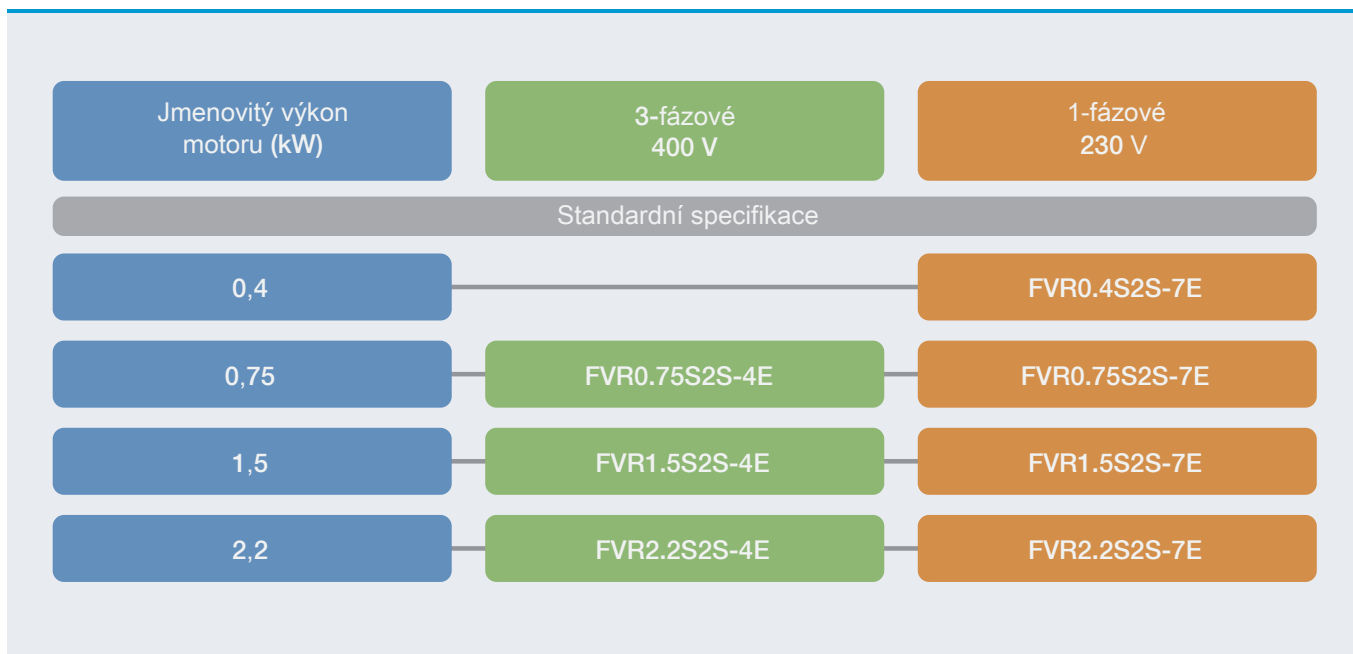 Jmenovitý výkon
motoru (kW)
3-fázové
400 V
1-fázové
230 V
Standardní specifikace
0,4
FVR0.4S2S-7E
0,75
FVR0.75S2S-4E
FVR0.75S2S-7E
1,5
FVR1.5S2S-4E
FVR1.5S2S-7E
2,2
FVR2.2S2S-4E
FVR2.2S2S-7E